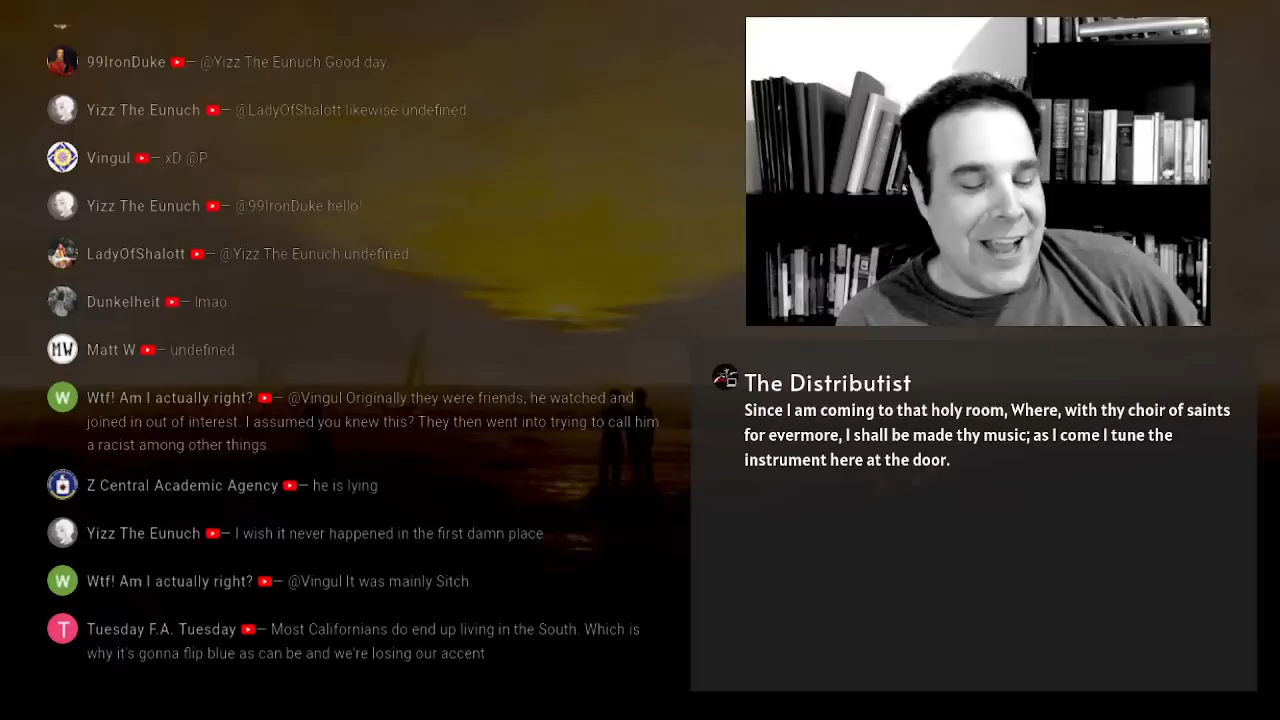 99IronDuke — @Yizz The Eunuch Good day.
Yizz The Eunuch — @LadyOfShalott likewise undefined
Vingul — xD @P
Yizz The Eunuch — @99IronDuke hello!
LadyOfShalott — @Yizz The Eunuch undefined
Dunkelheit — lmao
MW
Matt W — undefined
W
Wtf! Am I actually right? — @Vingul Originally they were friends, he watched and
joined in out of interest. I assumed you knew this? They then went into trying to call him
a racist among other things.
Z Central Academic Agency — he is lying
Yizz The Eunuch — I wish it never happened in the first damn place
W
Wtf! Am I actually right? — @Vingul It was mainly Sitch.
T
Tuesday F.A. Tuesday — Most Californians do end up living in the South. Which is
why it's gonna flip blue as can be and we're losing our accent
The Distributist
Since I am coming to that holy room, Where, with thy choir of saints
for evermore, I shall be made thy music; as I come I tune the
instrument here at the door.